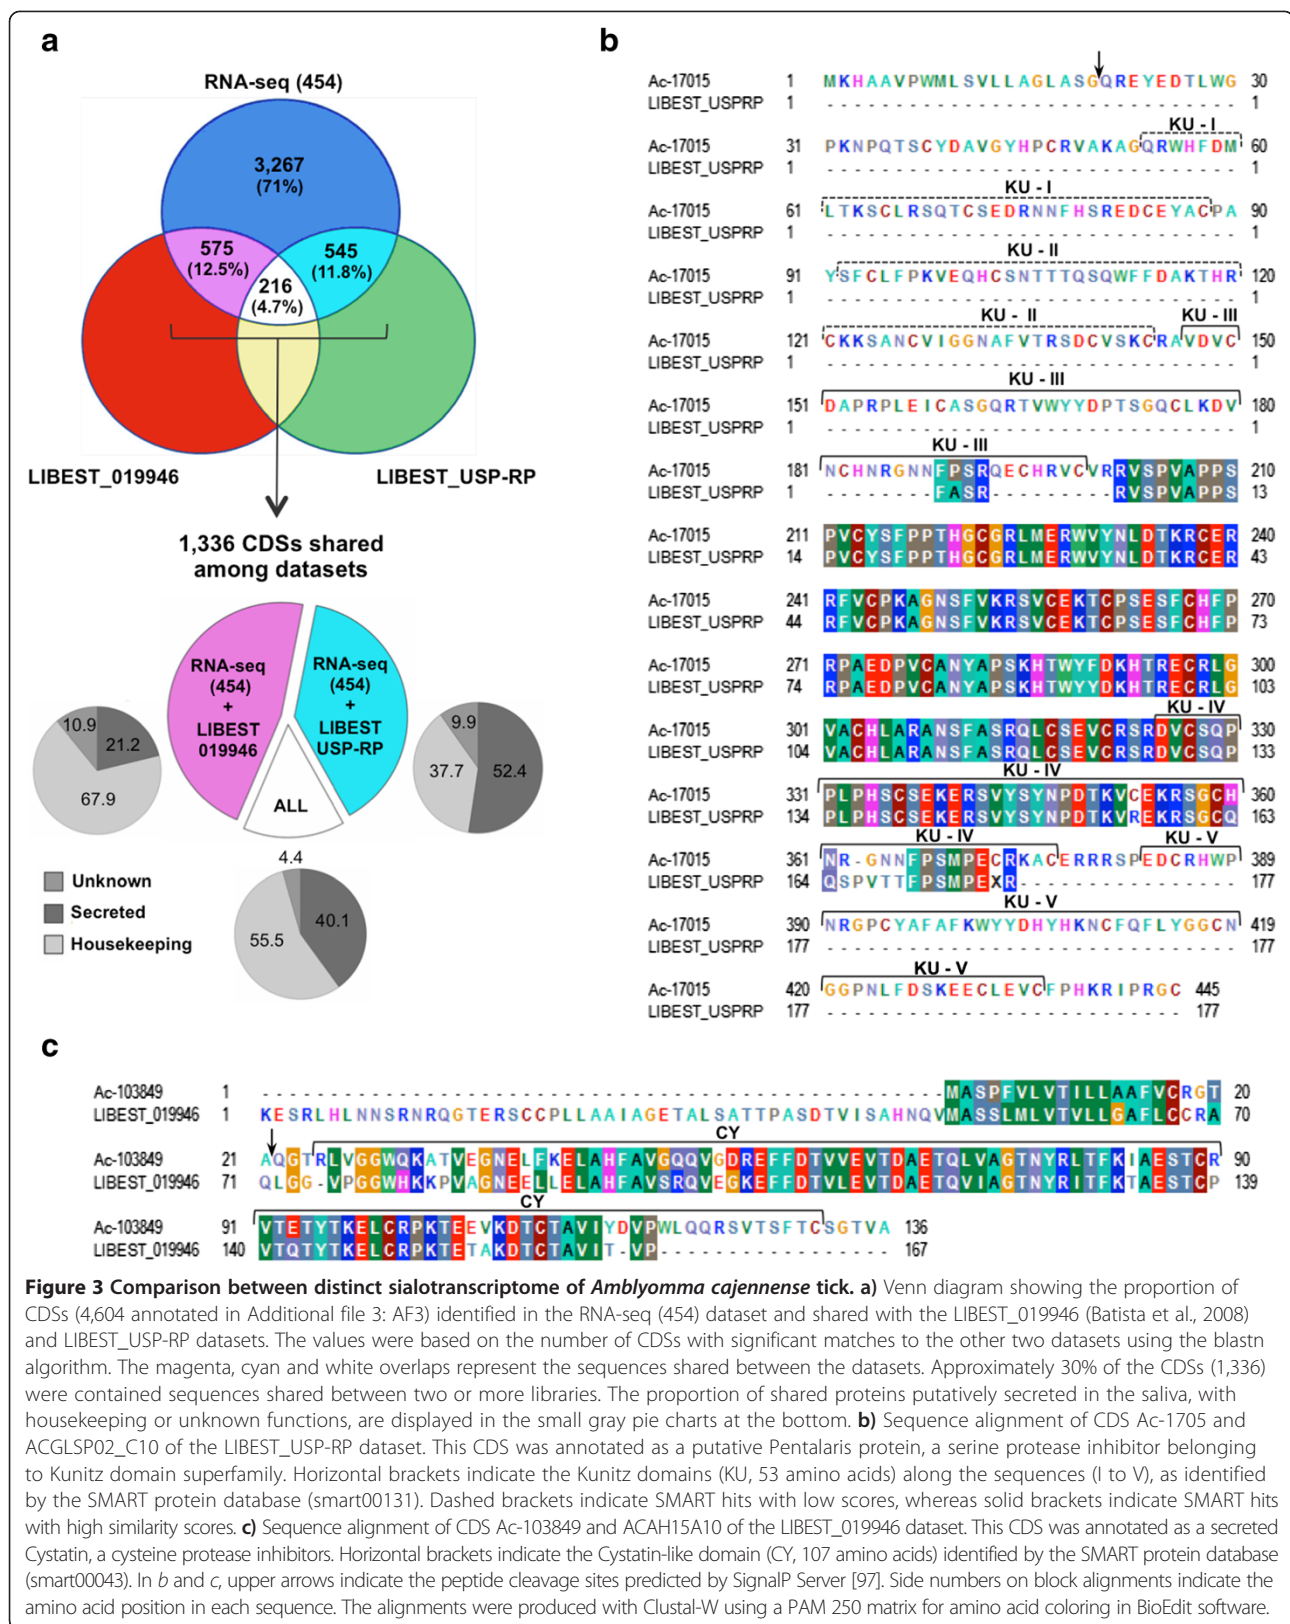 a
RNA-seq (454)
3,267
(71%)
575
(12.5%)
545
(11.8%)
216
(4.7%)
LIBEST_019946
LIBEST_USP-RP
1,336 CDSs shared
among datasets
RNA-seq
(454)
+
LIBEST
019946
RNA-seq
(454)
+
LIBEST
USP-RP
ALL
10.9
21.2
67.9
9.9
37.7
52.4
4.4
40.1
55.5
Unknown
Secreted
Housekeeping
b
Ac-17015 1 MKHAAVPWMLSVLLAGLASGQREYEDTLWG 30
LIBEST_USPRP 1 - - - - - - - - - - - - - - - - - - - - - - - - - - - - - - 1
KU - I
Ac-17015 31 PKNPQTSCYDAVGYHPCRVAKAGQRWHFDM 60
LIBEST_USPRP 1 - - - - - - - - - - - - - - - - - - - - - - - - - - - - - - 1
KU - I
Ac-17015 61 LTKSCLRSQTCSEDRNNFHSREDCEYACPA 90
LIBEST_USPRP 1 - - - - - - - - - - - - - - - - - - - - - - - - - - - - - - 1
KU - II
Ac-17015 91 YSFCLFPKVEQHCSNTTTQSQWFFDAKTHR 120
LIBEST_USPRP 1 - - - - - - - - - - - - - - - - - - - - - - - - - - - - - - 1
KU - II KU - III
Ac-17015 121 CKKSANCVIGGNAFVTRSDCVSKCRAVDVC 150
LIBEST_USPRP 1 - - - - - - - - - - - - - - - - - - - - - - - - - - - - - - 1
KU - III
Ac-17015 151 DAPRPLEICASGQRTVWYYDPTSGQCLKDV 180
LIBEST_USPRP 1 - - - - - - - - - - - - - - - - - - - - - - - - - - - - - - 1
KU - III
Ac-17015 181 NCHNRGNNFPSRQECHRVCVRRVSPVAPPS 210
LIBEST_USPRP 1 - - - - - - - - FASR - - - - - - - - - RVSPVAPPS 13
Ac-17015 211 PVCYSFPPTHGCGRLMERWVYNLDTKRCER 240
LIBEST_USPRP 14 PVCYSFPPTHGCGRLMERWVYNLDTKRCER 43
Ac-17015 241 RFVCPKAGNSFVKRSVCEKTCPSESFCHFP 270
LIBEST_USPRP 44 RFVCPKAGNSFVKRSVCEKTCPSESFCHFP 73
Ac-17015 271 RPAEDPVCANYAPSKHTWYFDKHTRECRLG 300
LIBEST_USPRP 74 RPAEDPVCANYAPSKHTWYYDKHTRECRLG 103
KU - IV
Ac-17015 301 VACHLARANSFASRQLCSEVCRSRDVCSQP 330
LIBEST_USPRP 104 VACHLARANSFASRQLCSEVCRSRDVCSQP 133
KU - IV
Ac-17015 331 PLPHSCSEKERSVYSYNPDTKVCEKRSGCH 360
LIBEST_USPRP 134 PLPHSCSEKERSVYSYNPDTKVREKRSGCQ 163
KU - IV KU - V
Ac-17015 361 NR-GNNFPSMPECRKACERRRSPEDCRHWP 389
LIBEST_USPRP 164 QSPVTTFPSMPEXR - - - - - - - - - - - - - - - - 177
KU - V
Ac-17015 390 NRGPCYAFAFKWYYDHYHKNCFQFLYGGCN 419
LIBEST_USPRP 177 - - - - - - - - - - - - - - - - - - - - - - - - - - - - - - 177
KU - V
Ac-17015 420 GGPNLFDSKEECLEVCFPHKRIPRGC 445
LIBEST_USPRP 177 - - - - - - - - - - - - - - - - - - - - - - - - - - 177
c
Ac-103849 1 - - - - - - - - - - - - - - - - - - - - - - - - - - - - - - - - - - - - - - - - - - - - - - - - - - MASPFVLVTILLAAFVCRGT 20
LIBEST_019946 1 KESRLHLNNSRNRQGTERSCCPLLAAIAGETALSATTPASDTVISAHNQVMASSLMLVTVLLGAFLCCRA 70
CY
Ac-103849 21 AQGTRLVGGWQKATVEGNELFKELAHFAVGQQVGDREFFDTVVEVTDAETQLVAGTNYRLTFKIAESTCR 90
LIBEST_019946 71 QLGG-VPGGWHKKPVAGNEELLELAHFAVSRQVEGKEFFDTVLEVTDAETQVIAGTNYRITFKTAESTCP 139
CY
Ac-103849 91 VTETYTKELCRPKTEEVKDTCTAVIYDVPWLQQRSVTSFTCSGTVA 136
LIBEST_019946 140 VTQTYTKELCRPKTETAKDTCTAVIT-VP - - - - - - - - - - - - - - - - - 167
Figure 3 Comparison between distinct sialotranscriptome of Amblyomma cajennense tick. a) Venn diagram showing the proportion of
CDSs (4,604 annotated in Additional file 3: AF3) identified in the RNA-seq (454) dataset and shared with the LIBEST_019946 (Batista et al., 2008)
and LIBEST_USP-RP datasets. The values were based on the number of CDSs with significant matches to the other two datasets using the blastn
algorithm. The magenta, cyan and white overlaps represent the sequences shared between the datasets. Approximately 30% of the CDSs (1,336)
were contained sequences shared between two or more libraries. The proportion of shared proteins putatively secreted in the saliva, with
housekeeping or unknown functions, are displayed in the small gray pie charts at the bottom. b) Sequence alignment of CDS Ac-1705 and
ACGLSP02_C10 of the LIBEST_USP-RP dataset. This CDS was annotated as a putative Pentalaris protein, a serine protease inhibitor belonging
to Kunitz domain superfamily. Horizontal brackets indicate the Kunitz domains (KU, 53 amino acids) along the sequences (I to V), as identified
by the SMART protein database (smart00131). Dashed brackets indicate SMART hits with low scores, whereas solid brackets indicate SMART hits
with high similarity scores. c) Sequence alignment of CDS Ac-103849 and ACAH15A10 of the LIBEST_019946 dataset. This CDS was annotated as a secreted
Cystatin, a cysteine protease inhibitors. Horizontal brackets indicate the Cystatin-like domain (CY, 107 amino acids) identified by the SMART protein database
(smart00043). In b and c, upper arrows indicate the peptide cleavage sites predicted by SignalP Server [97]. Side numbers on block alignments indicate the
amino acid position in each sequence. The alignments were produced with Clustal-W using a PAM 250 matrix for amino acid coloring in BioEdit software.